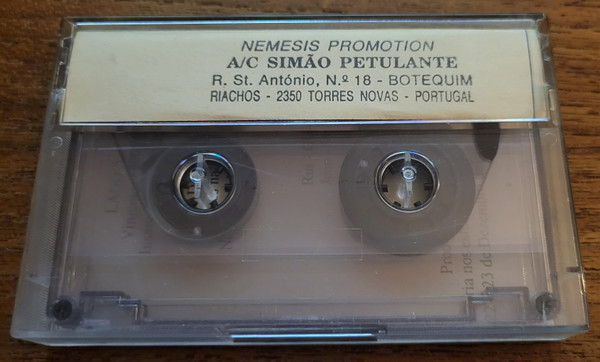 NEMESIS PROMOTION
A/C SIMÃO PETULANTE
R. St. António, N.º 18 - BOTEQUIM
RIACHOS - 2350 TORRES NOVAS - PORTUGAL